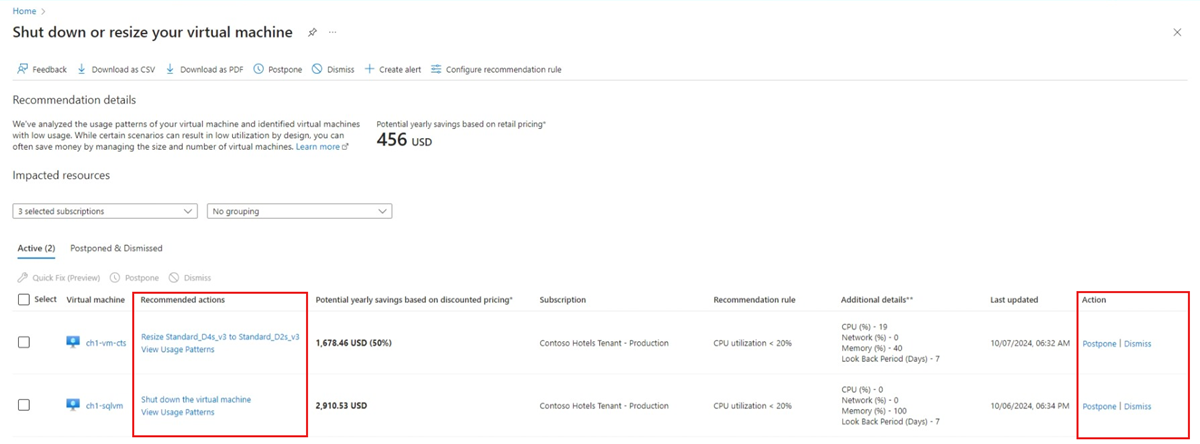 Home >
Shut down or resize your virtual machine ...
Feedback Download as CSV Download as PDF Postpone Dismiss Create alert Configure recommendation rule
Recommendation details
We've analyzed the usage patterns of your virtual machine and identified virtual machines
with low usage. While certain scenarios can result in low utilization by design, you can
often save money by managing the size and number of virtual machines. Learn more
Potential yearly savings based on retail pricing*
456 USD
Impacted resources
3 selected subscriptions No grouping
Active (2) Postponed & Dismissed
Quick Fix (Preview) Postpone Dismiss
Select Virtual machine Recommended actions Potential yearly savings based on discounted pricing* Subscription Recommendation rule Additional details** Last updated Action
ch1-vm-cts
Resize Standard_D4s_v3 to Standard_D2s_v3
View Usage Patterns
1,678.46 USD (50%)
Contoso Hotels Tenant - Production
CPU utilization < 20%
CPU (%) - 19
Network (%) - 0
Memory (%) - 40
Look Back Period (Days) - 7
10/07/2024, 06:32 AM
Postpone | Dismiss
ch1-sqlvm
Shut down the virtual machine
View Usage Patterns
2,910.53 USD
Contoso Hotels Tenant - Production
CPU utilization < 20%
CPU (%) - 0
Network (%) - 0
Memory (%) - 100
Look Back Period (Days) - 7
10/06/2024, 06:34 PM
Postpone | Dismiss